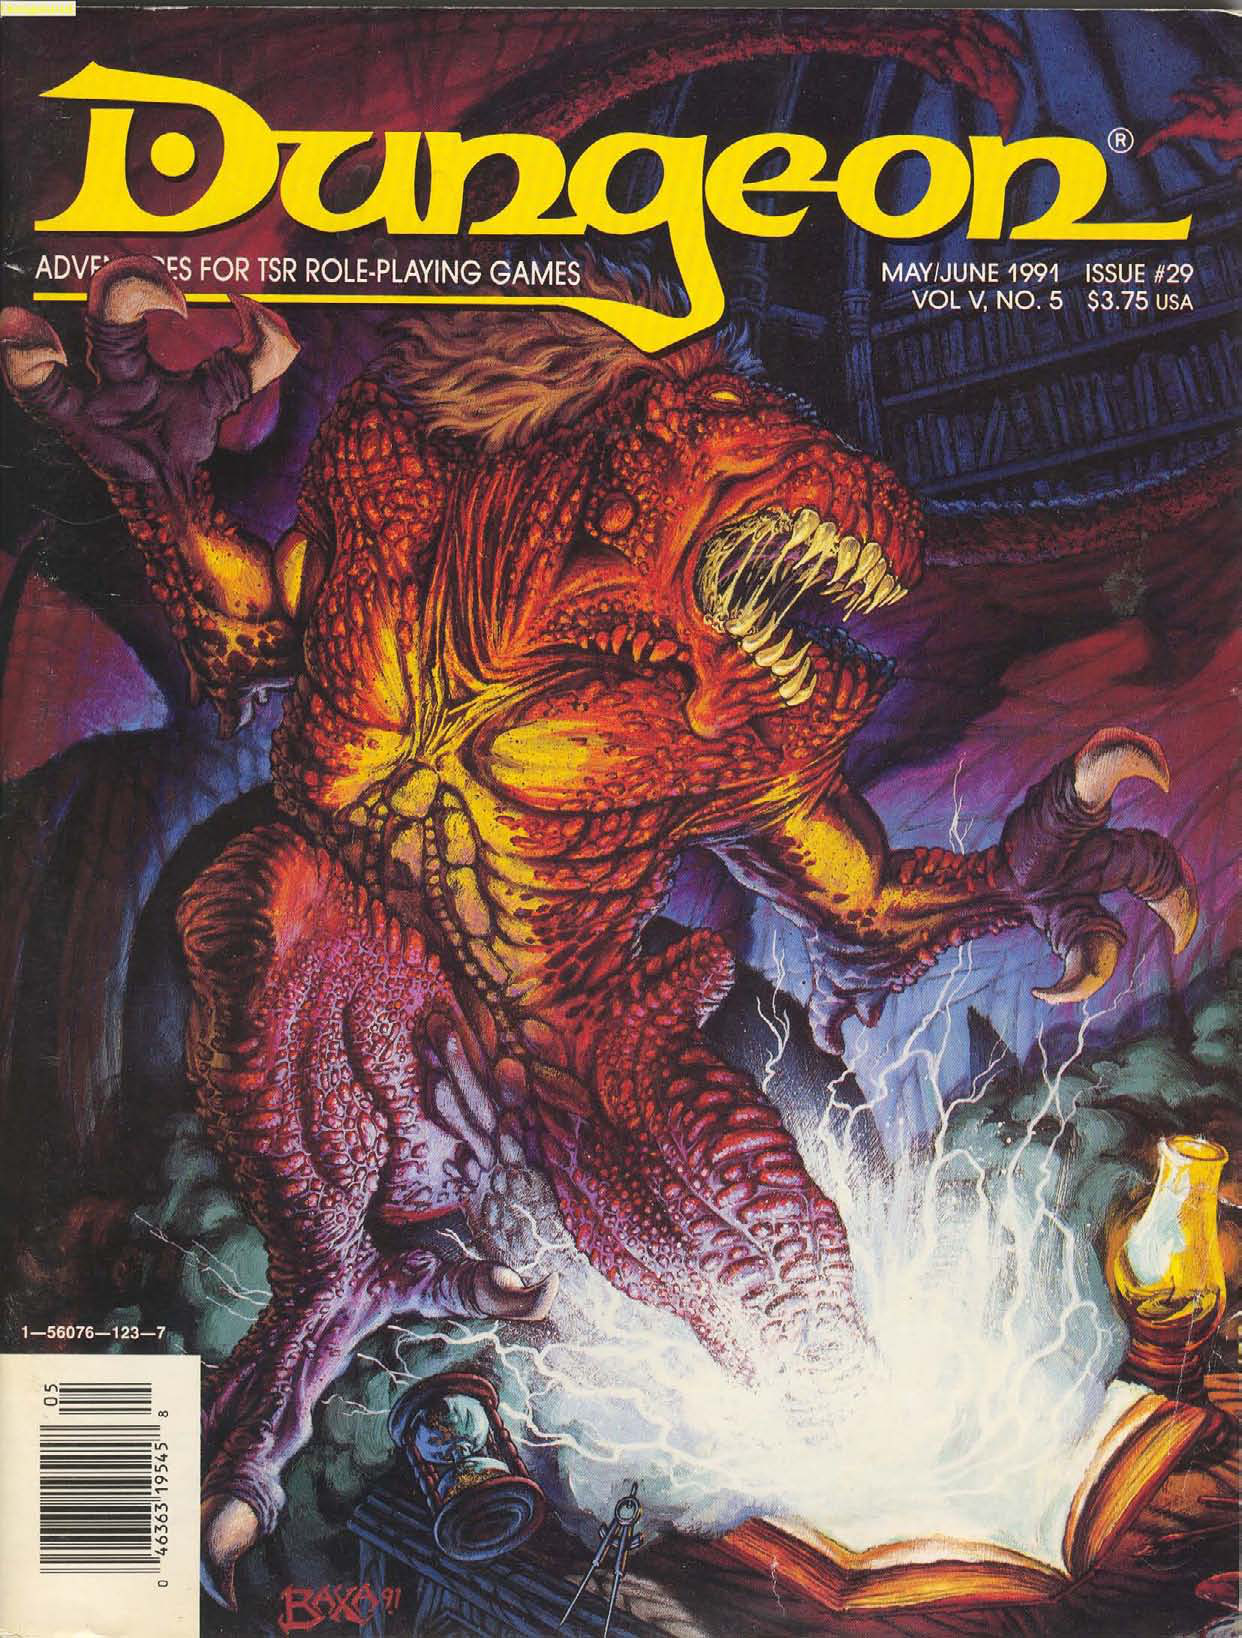 Dungeon®
ADVE ES FOR TSR ROLE-PLAYING GAMES
MAY/JUNE 1991 ISSUE #29
VOL V, NO. 5 $3.75 USA
1—56076—123—7
05
0 46363 19545 8
BAXA 91